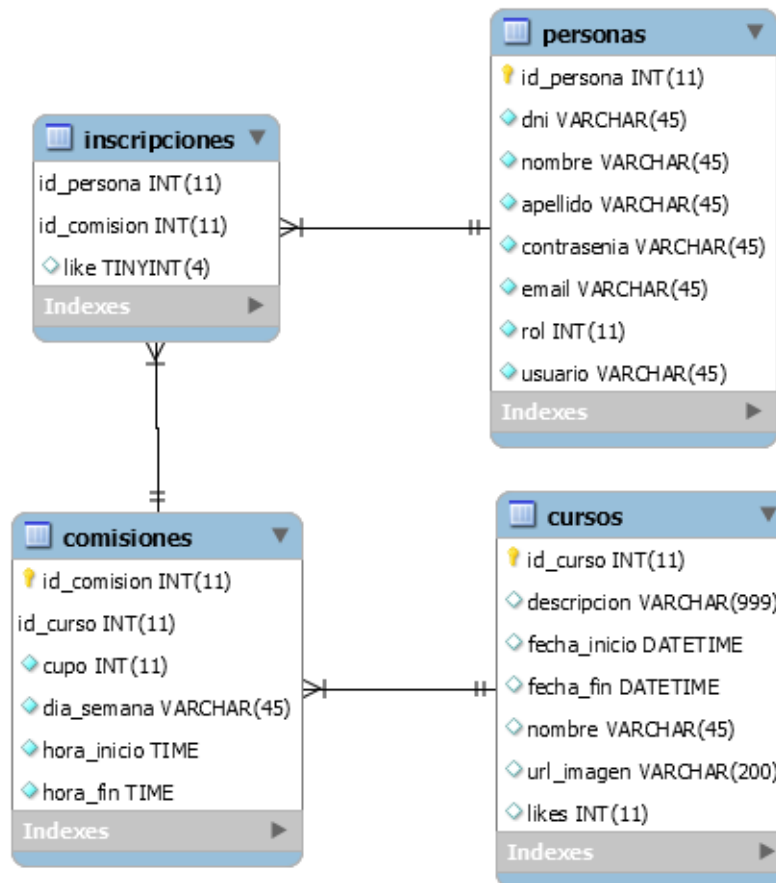 personas
id_persona INT(11)
dni VARCHAR(45)
nombre VARCHAR(45)
apellido VARCHAR(45)
contrasenia VARCHAR(45)
email VARCHAR(45)
rol INT(11)
usuario VARCHAR(45)
Indexes
inscripciones
id_persona INT(11)
id_comision INT(11)
like TINYINT(4)
Indexes
comisiones
id_comision INT(11)
id_curso INT(11)
cupo INT(11)
dia_semana VARCHAR(45)
hora_inicio TIME
hora_fin TIME
Indexes
cursos
id_curso INT(11)
descripcion VARCHAR(999)
fecha_inicio DATETIME
fecha_fin DATETIME
nombre VARCHAR(45)
url_imagen VARCHAR(200)
likes INT(11)
Indexes